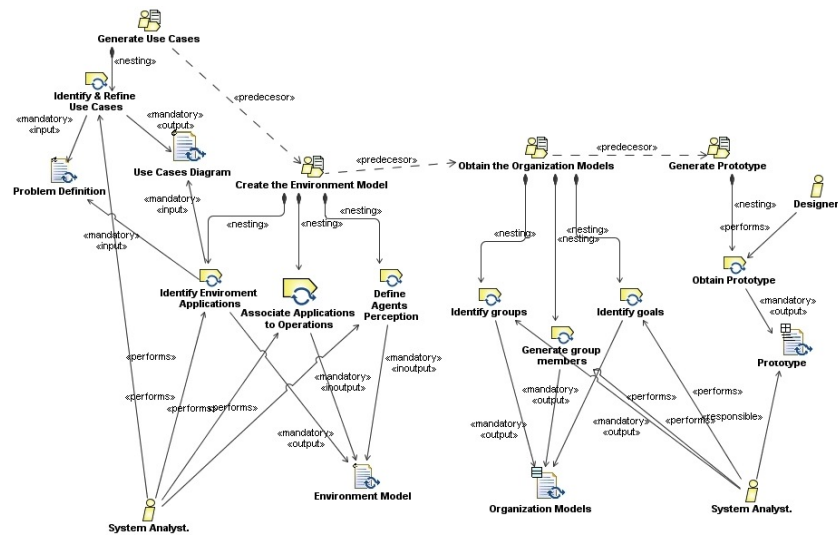 Generate Use Cases
«nesting»
Identify & Refine
Use Cases
«predecesor»
«mandatory»
«input»
«mandatory»
«output»
Use Cases Diagram
Problem Definition
Create the Environment Model
«predecesor»
Obtain the Organization Models
«predecesor»
Generate Prototype
Designer
«mandatory»
«input»
«nesting»
«nesting»
«nesting»
«nesting»
«nesting»
«nesting»
«nesting»
«performs»
«mandatory»
«input»
Obtain Prototype
Identify Enviroment
Applications
Associate Applications
to Operations
Define
Agents
Perception
Identify groups
Identify goals
«mandatory»
«output»
Generate group
members
Prototype
«performs»
«mandatory»
«inoutput»
«mandatory»
«inoutput»
«performs»
«performs»
«performs»
«mandatory»
«output»
«performs»
«performs»
«responsible»
«mandatory»
«output»
«mandatory»
«output»
«mandatory»
«output»
Environment Model
Organization Models
System Analyst.
System Analyst.